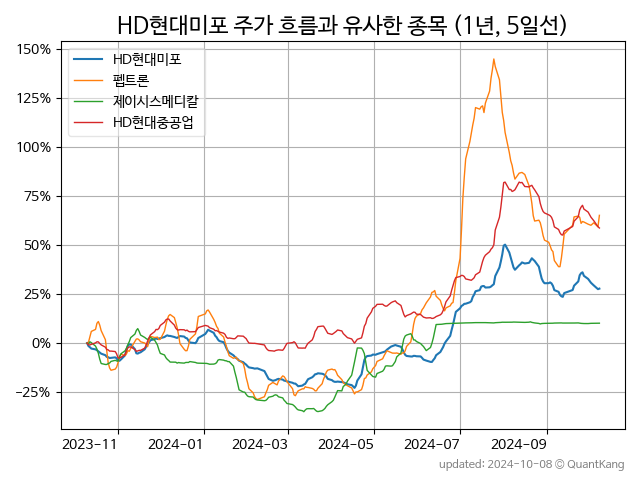 HD현대미포 주가 흐름과 유사한 종목 (1년, 5일선)
150%
125%
100%
75%
50%
25%
0%
−25%
HD현대미포
펩트론
제이시스메디칼
HD현대중공업
2023-11 2024-01 2024-03 2024-05 2024-07 2024-09
updated: 2024-10-08 © QuantKang